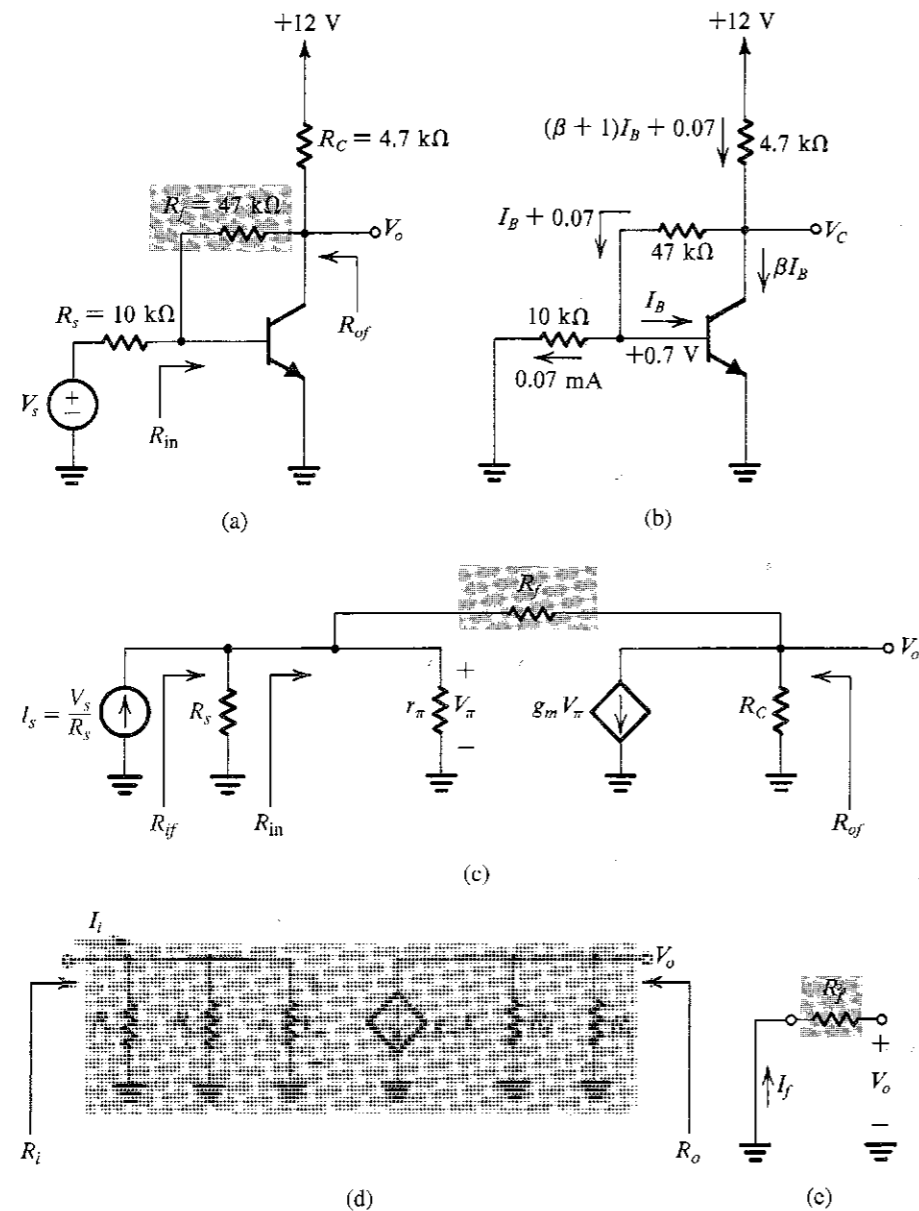 +12 V
R_C = 4.7 kΩ
R_f = 47 kΩ
V_o
R_s = 10 kΩ
R_of
V_s
+
−
R_in
(a)
+12 V
(β + 1)I_B + 0.07
4.7 kΩ
I_B + 0.07
47 kΩ
V_C
βI_B
10 kΩ
I_B
+0.7 V
0.07 mA
(b)
R_f
V_o
I_s = V_s/R_s
R_s
r_π
+
V_π
−
g_m V_π
R_C
R_if
R_in
R_of
(c)
I_i
V_o
R_i
R_o
(d)
R_f
+
I_f
V_o
−
(e)